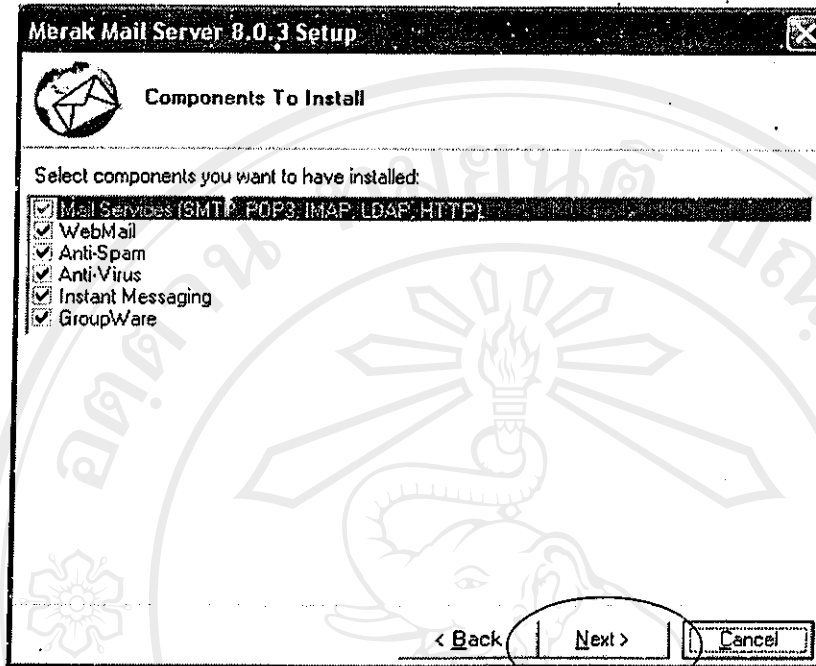 Merak Mail Server 8.0.3 Setup
Components To Install
Select components you want to have installed:
Mail Services (SMTP, POP3, IMAP, LDAP, HTTP)
WebMail
Anti-Spam
Anti-Virus
Instant Messaging
GroupWare
< Back
Next >
Cancel